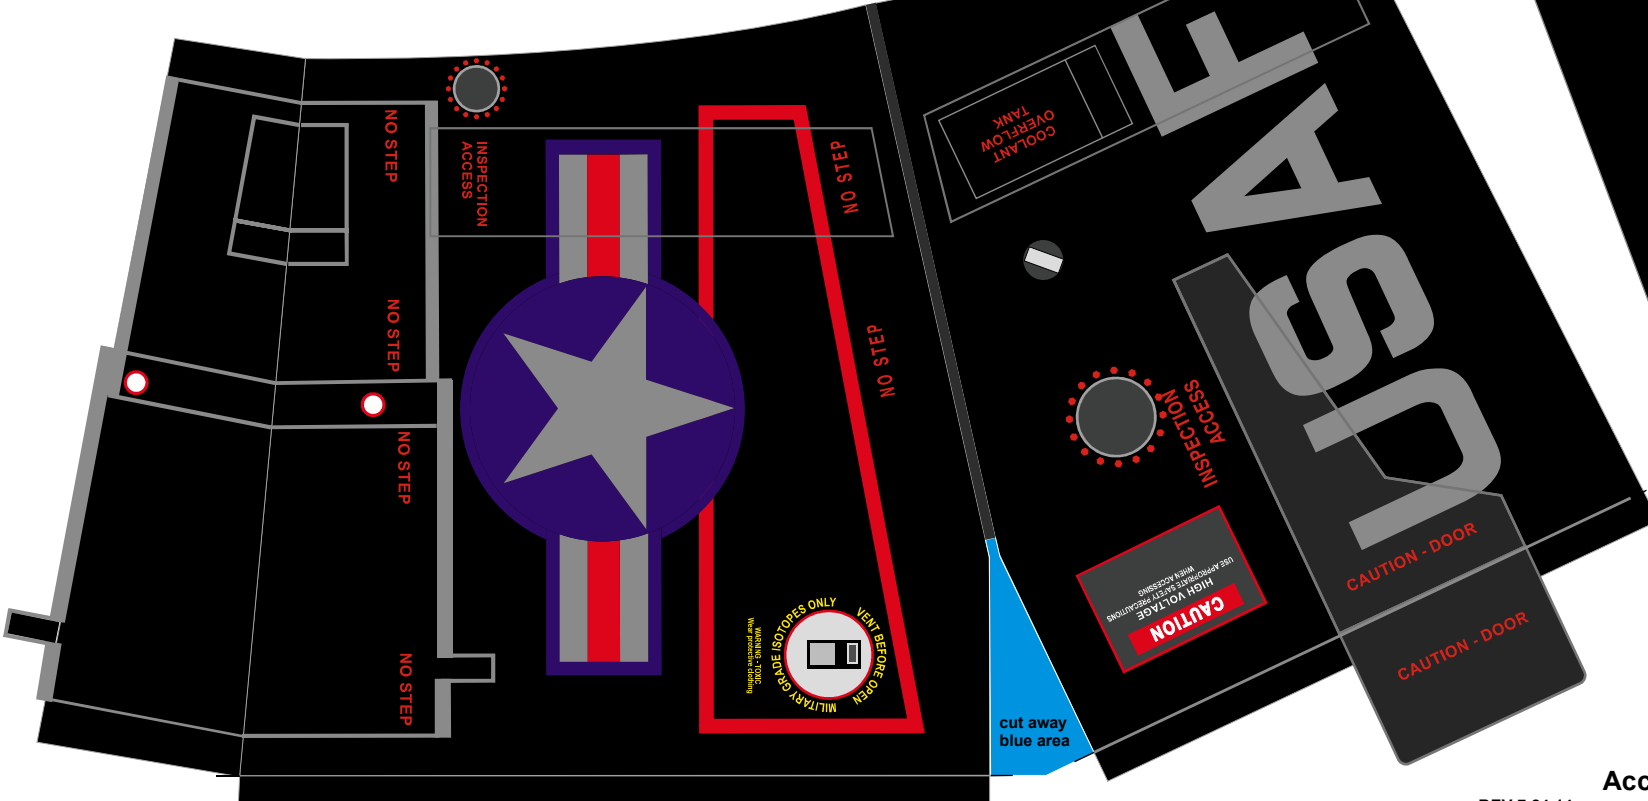 NO STEP
INSPECTION
ACCESS
NO STEP
NO STEP
NO STEP
NO STEP
NO STEP
COOLANT
OVERFLOW
TANK
USAF
INSPECTION
ACCESS
CAUTION
HIGH VOLTAGE
USE APPROPRIATE SAFETY PRECAUTIONS
WHEN ACCESSING
CAUTION - DOOR
CAUTION - DOOR
MILITARY GRADE ISOTOPES ONLY
VENT BEFORE OPEN
WARNING - TOXIC
Wear protective clothing
cut away
blue area
Acc